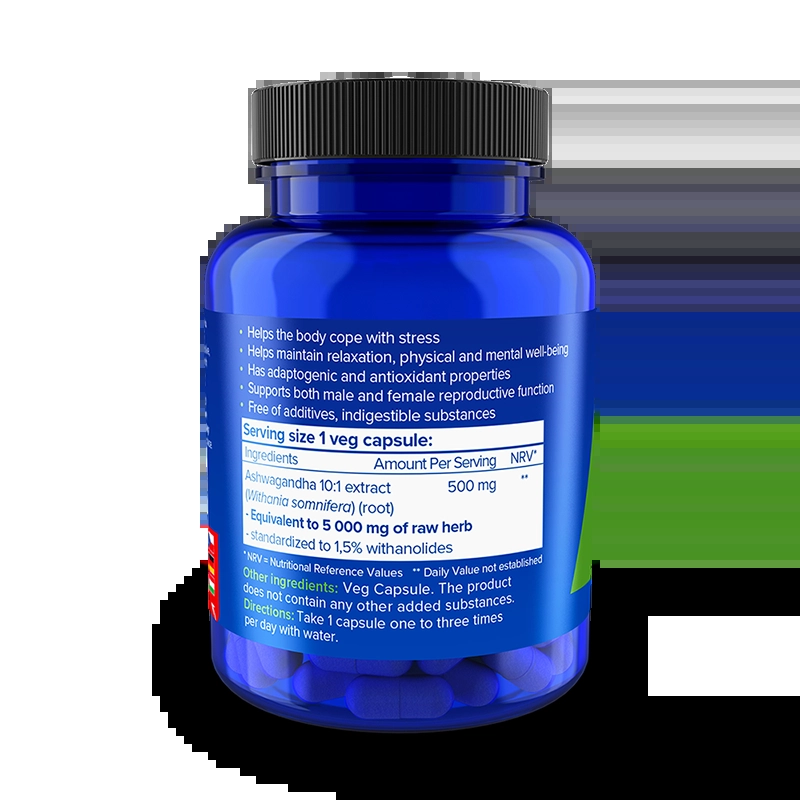 • Helps the body cope with stress
• Helps maintain relaxation, physical and mental well-being
• Has adaptogenic and antioxidant properties
• Supports both male and female reproductive function
• Free of additives, indigestible substances
Serving size 1 veg capsule:
Ingredients Amount Per Serving NRV*
Ashwagandha 10:1 extract 500 mg **
(Withania somnifera) (root)
- Equivalent to 5 000 mg of raw herb
- standardized to 1,5% withanolides
*NRV = Nutritional Reference Values ** Daily Value not established
Other ingredients: Veg Capsule. The product
does not contain any other added substances.
Directions: Take 1 capsule one to three times
per day with water.